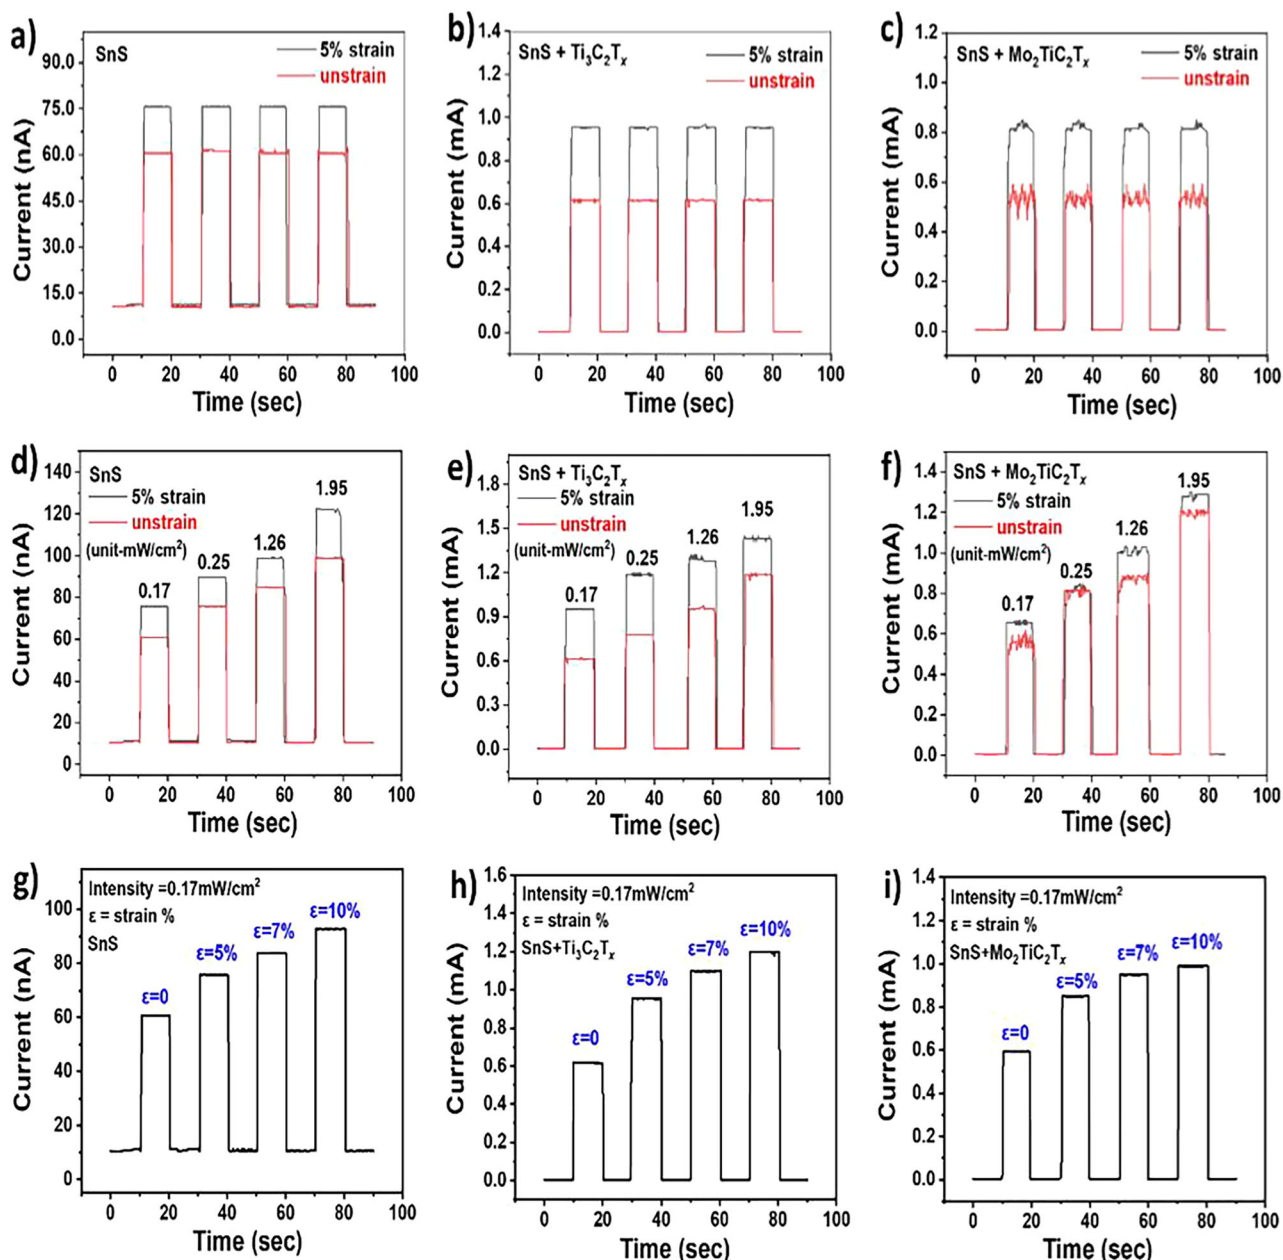 a)
SnS
5% strain
unstrain
90.0
75.0
60.0
45.0
30.0
15.0
0.0
Current (nA)
0 20 40 60 80 100
Time (sec)
b)
SnS + Ti₃C₂Tₓ
5% strain
unstrain
1.4
1.2
1.0
0.8
0.6
0.4
0.2
0.0
Current (mA)
0 20 40 60 80 100
Time (sec)
c)
SnS + Mo₂TiC₂Tₓ
5% strain
unstrain
1.2
1.0
0.8
0.6
0.4
0.2
0.0
Current (mA)
0 20 40 60 80 100
Time (sec)
d)
SnS
5% strain
unstrain
(unit-mW/cm²)
0.17
0.25
1.26
1.95
140
120
100
80
60
40
20
0
Current (nA)
0 20 40 60 80 100
Time (sec)
e)
SnS + Ti₃C₂Tₓ
5% strain
unstrain
(unit-mW/cm²)
0.17
0.25
1.26
1.95
1.8
1.5
1.2
0.9
0.6
0.3
0.0
Current (mA)
0 20 40 60 80 100
Time (sec)
f)
SnS + Mo₂TiC₂Tₓ
5% strain
unstrain
(unit-mW/cm²)
0.17
0.25
1.26
1.95
1.4
1.2
1.0
0.8
0.6
0.4
0.2
0.0
Current (mA)
0 20 40 60 80 100
Time (sec)
g)
Intensity =0.17mW/cm²
ε = strain %
SnS
ε=0
ε=5%
ε=7%
ε=10%
100
80
60
40
20
0
Current (nA)
0 20 40 60 80 100
Time (sec)
h)
Intensity =0.17mW/cm²
ε = strain %
SnS+Ti₃C₂Tₓ
ε=0
ε=5%
ε=7%
ε=10%
1.6
1.4
1.2
1.0
0.8
0.6
0.4
0.2
0.0
Current (mA)
0 20 40 60 80 100
Time (sec)
i)
Intensity =0.17mW/cm²
ε = strain %
SnS+Mo₂TiC₂Tₓ
ε=0
ε=5%
ε=7%
ε=10%
1.4
1.2
1.0
0.8
0.6
0.4
0.2
0.0
Current (mA)
0 20 40 60 80 100
Time (sec)